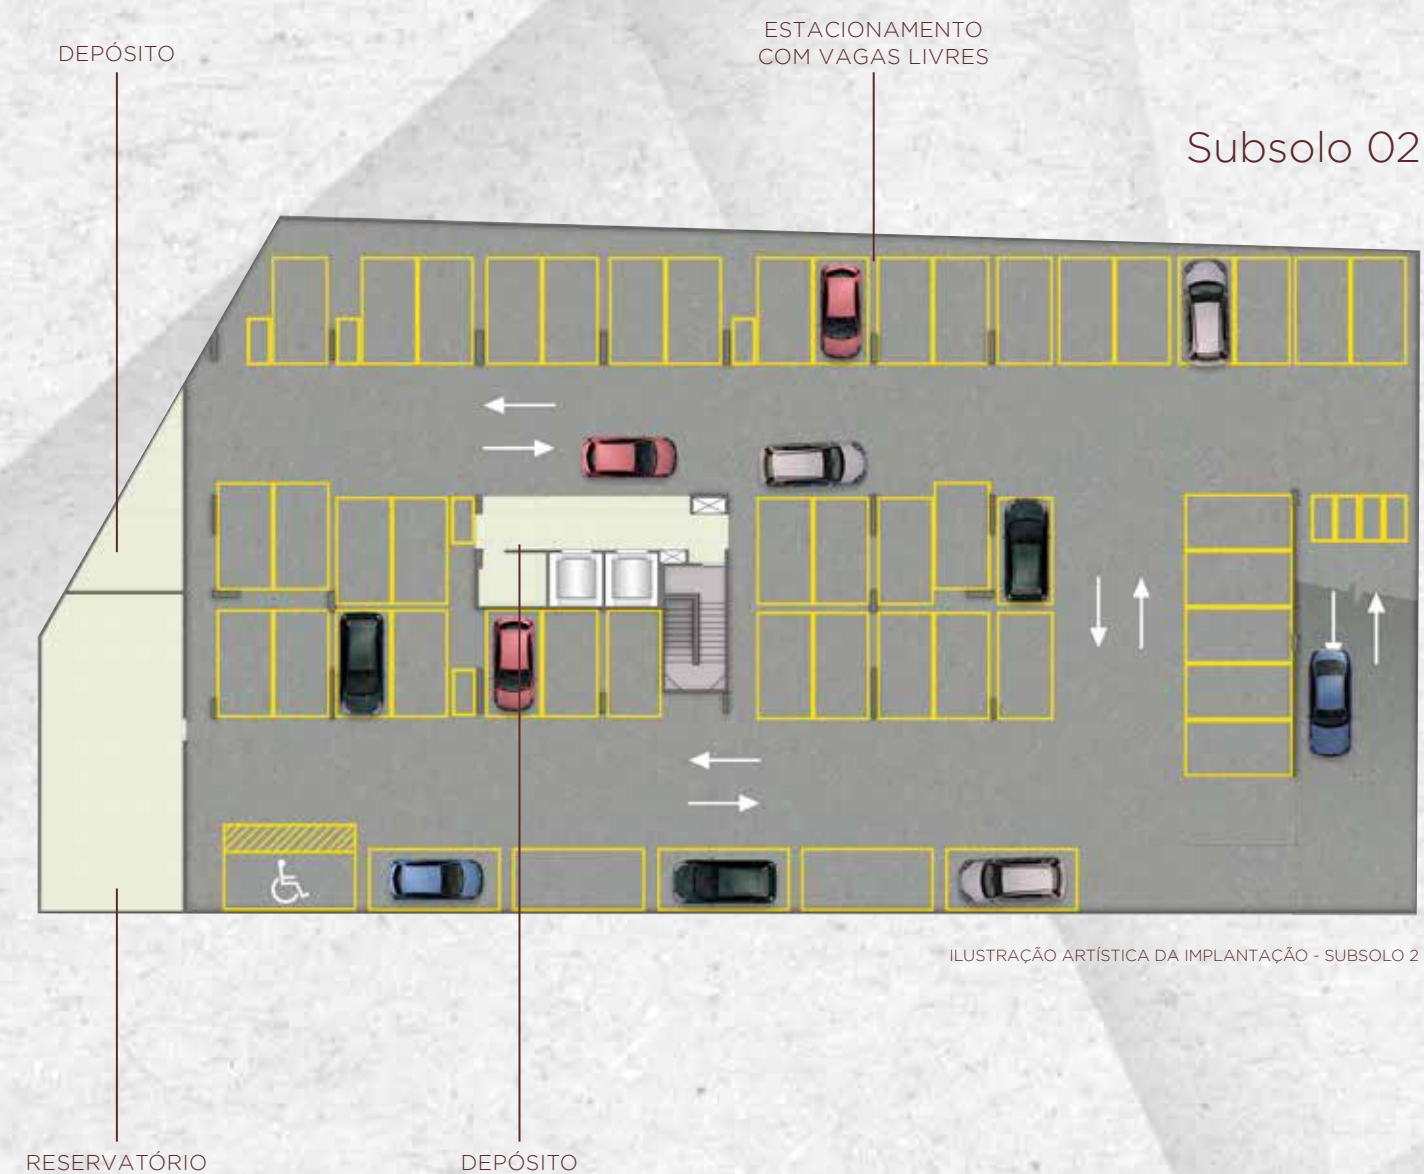 DEPÓSITO
ESTACIONAMENTO
COM VAGAS LIVRES
Subsolo 02
ILUSTRAÇÃO ARTÍSTICA DA IMPLANTAÇÃO - SUBSOLO 2
RESERVATÓRIO
DEPÓSITO